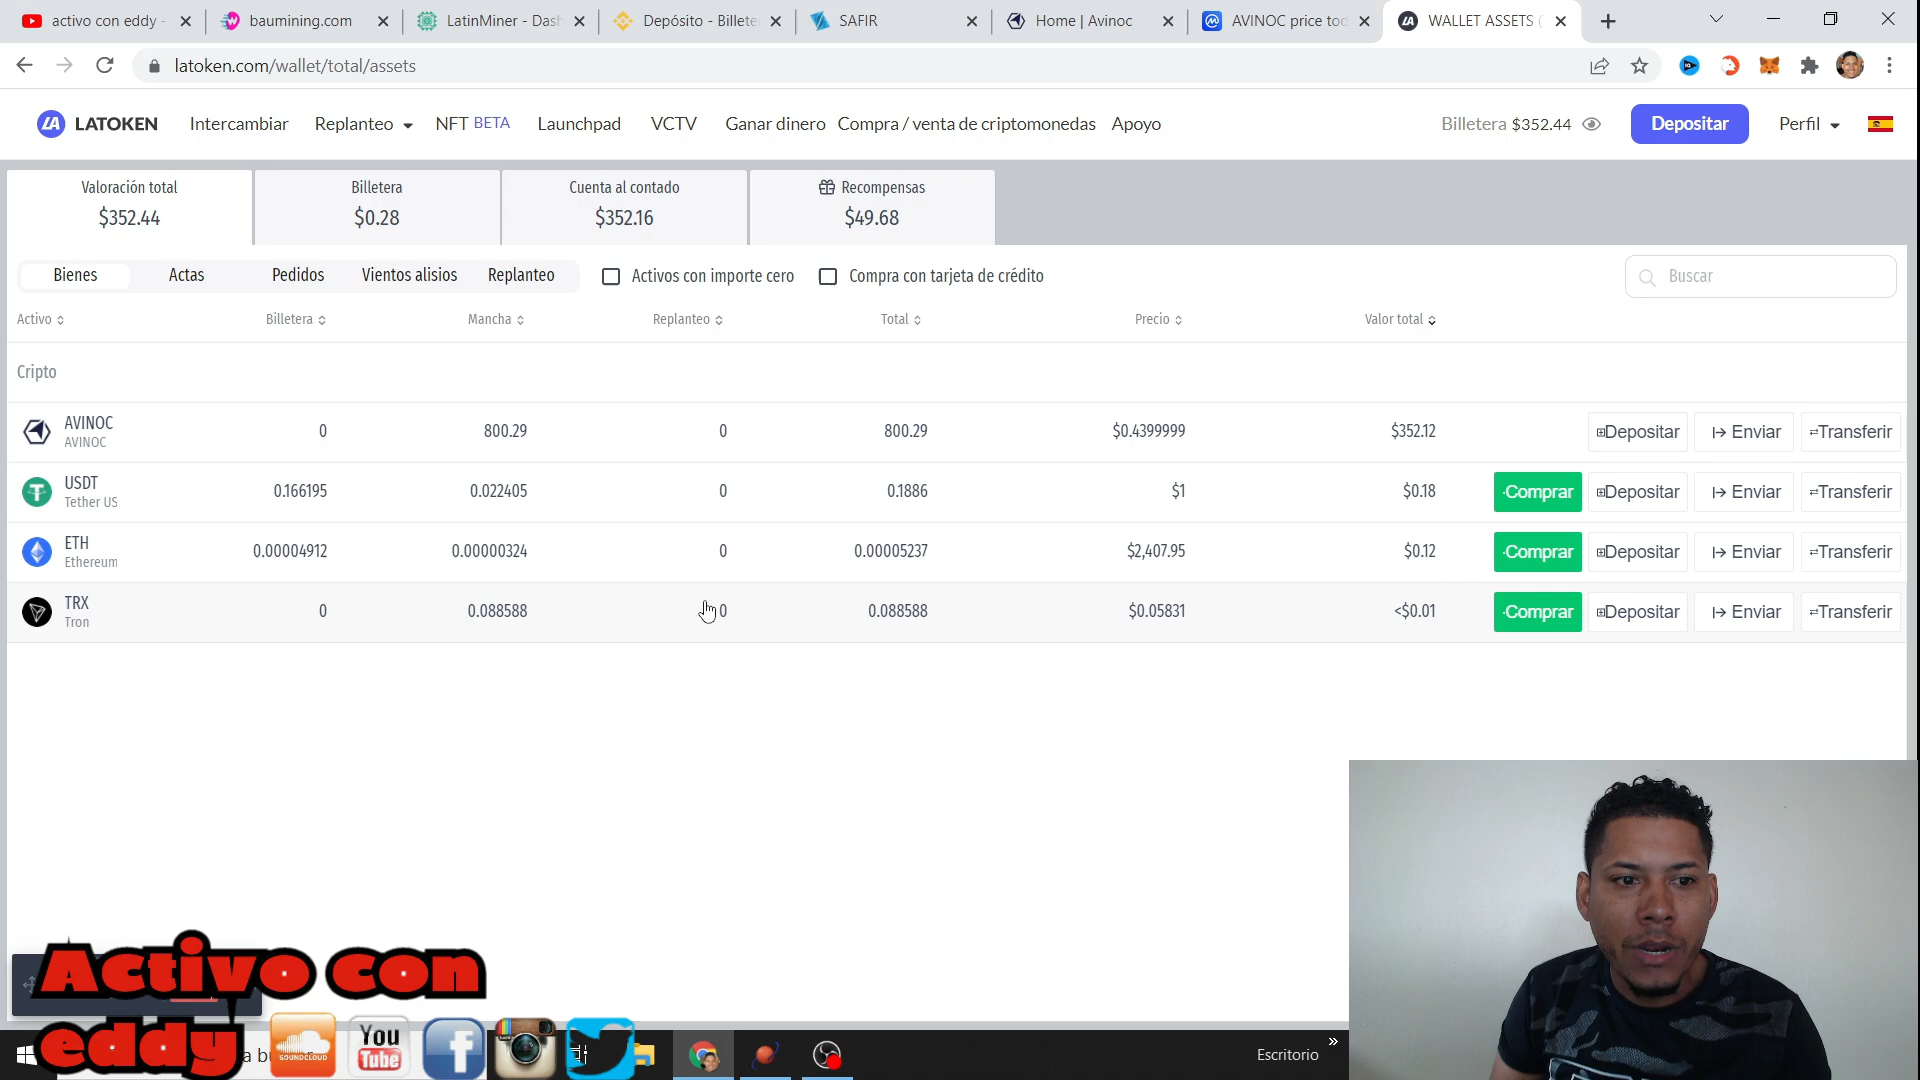 activo con eddy -
baumining.com
LatinMiner - Dash
Depósito - Billete
SAFIR
Home | Avinoc
AVINOC price tod
WALLET ASSETS (
latoken.com/wallet/total/assets
LATOKEN
Intercambiar
Replanteo
NFT BETA
Launchpad
VCTV
Ganar dinero
Compra / venta de criptomonedas
Apoyo
Billetera $352.44
Depositar
Perfil
Valoración total
$352.44
Billetera
$0.28
Cuenta al contado
$352.16
Recompensas
$49.68
Bienes
Actas
Pedidos
Vientos alisios
Replanteo
Activos con importe cero
Compra con tarjeta de crédito
Buscar
Activo Billetera Mancha Replanteo Total Precio Valor total
Cripto
AVINOC 0 800.29 0 800.29 $0.4399999 $352.12 Depositar Enviar Transferir
AVINOC
USDT 0.166195 0.022405 0 0.1886 $1 $0.18 Comprar Depositar Enviar Transferir
Tether US
ETH 0.00004912 0.00000324 0 0.00005237 $2,407.95 $0.12 Comprar Depositar Enviar Transferir
Ethereum
TRX 0 0.088588 0 0.088588 $0.05831 <$0.01 Comprar Depositar Enviar Transferir
Tron
Activo con
eddy
SOUNDCLOUD
You
Tube
Escritorio